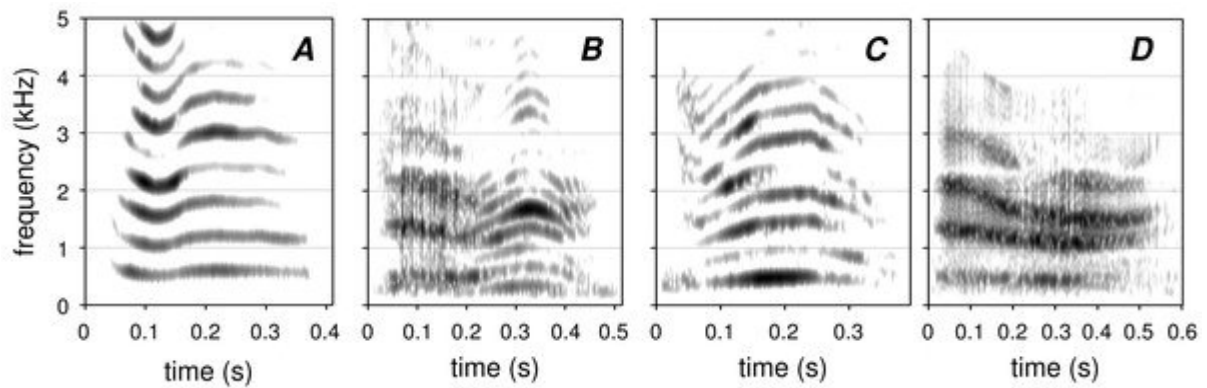 5
4
3
2
1
0
frequency (kHz)
A
B
C
D
0 0.1 0.2 0.3 0.4
0 0.1 0.2 0.3 0.4 0.5
0 0.1 0.2 0.3
0 0.1 0.2 0.3 0.4 0.5 0.6
time (s)
time (s)
time (s)
time (s)